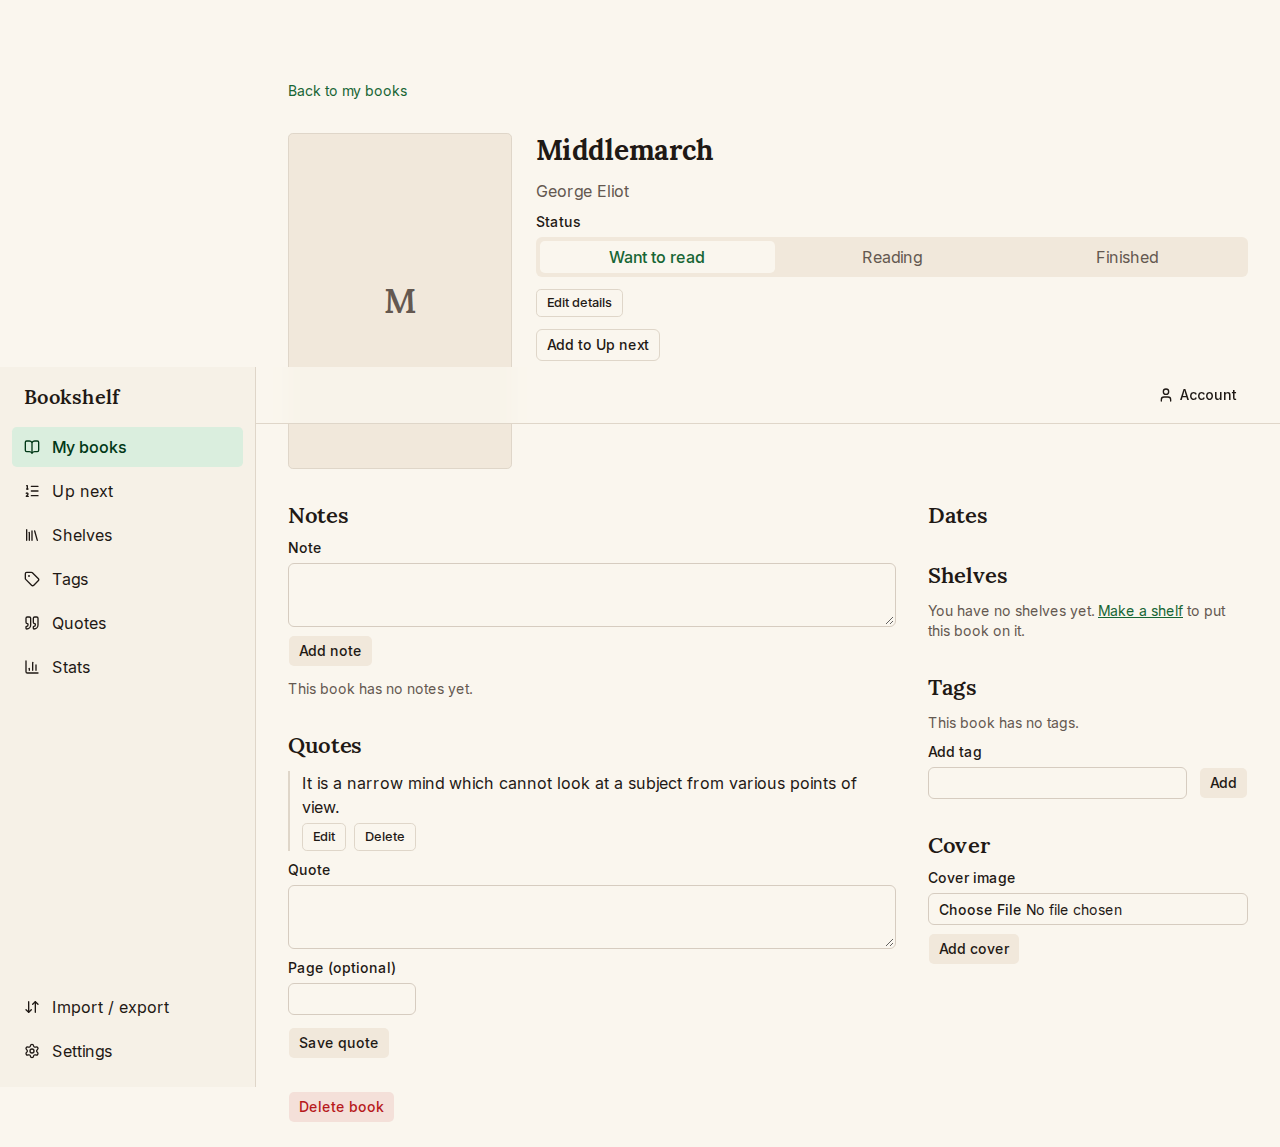 Back to my books
Middlemarch
George Eliot
Status
Want to read
Reading
Finished
Edit details
M
Add to Up next
Bookshelf
Account
My books
Up next
Shelves
Tags
Quotes
Stats
Import / export
Settings
Notes
Note
Add note
This book has no notes yet.
Quotes
It is a narrow mind which cannot look at a subject from various points of
view.
Edit
Delete
Quote
Page (optional)
Save quote
Delete book
Dates
Shelves
You have no shelves yet. Make a shelf to put
this book on it.
Tags
This book has no tags.
Add tag
Add
Cover
Cover image
Choose File No file chosen
Add cover